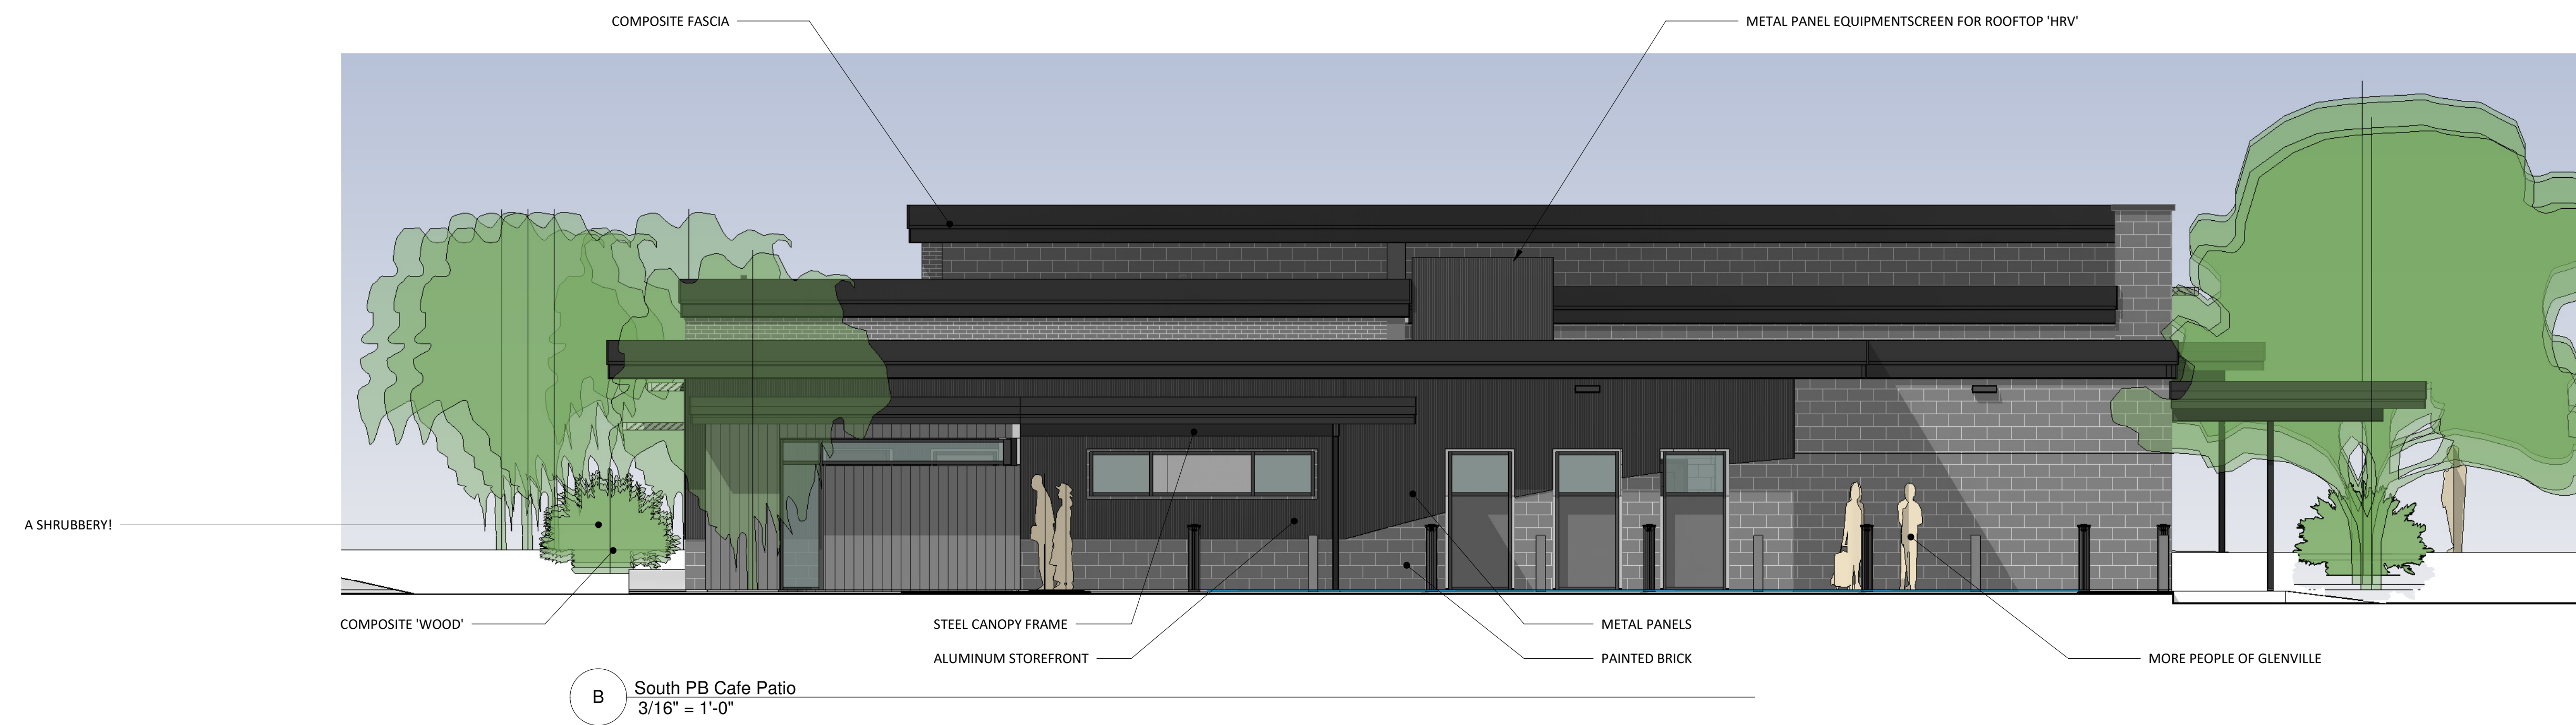 COMPOSITE FASCIA
METAL PANEL EQUIPMENTSCREEN FOR ROOFTOP 'HRV'
A SHRUBBERY!
COMPOSITE 'WOOD'
STEEL CANOPY FRAME
METAL PANELS
ALUMINUM STOREFRONT
PAINTED BRICK
MORE PEOPLE OF GLENVILLE
B
South PB Cafe Patio
3/16" = 1'-0"